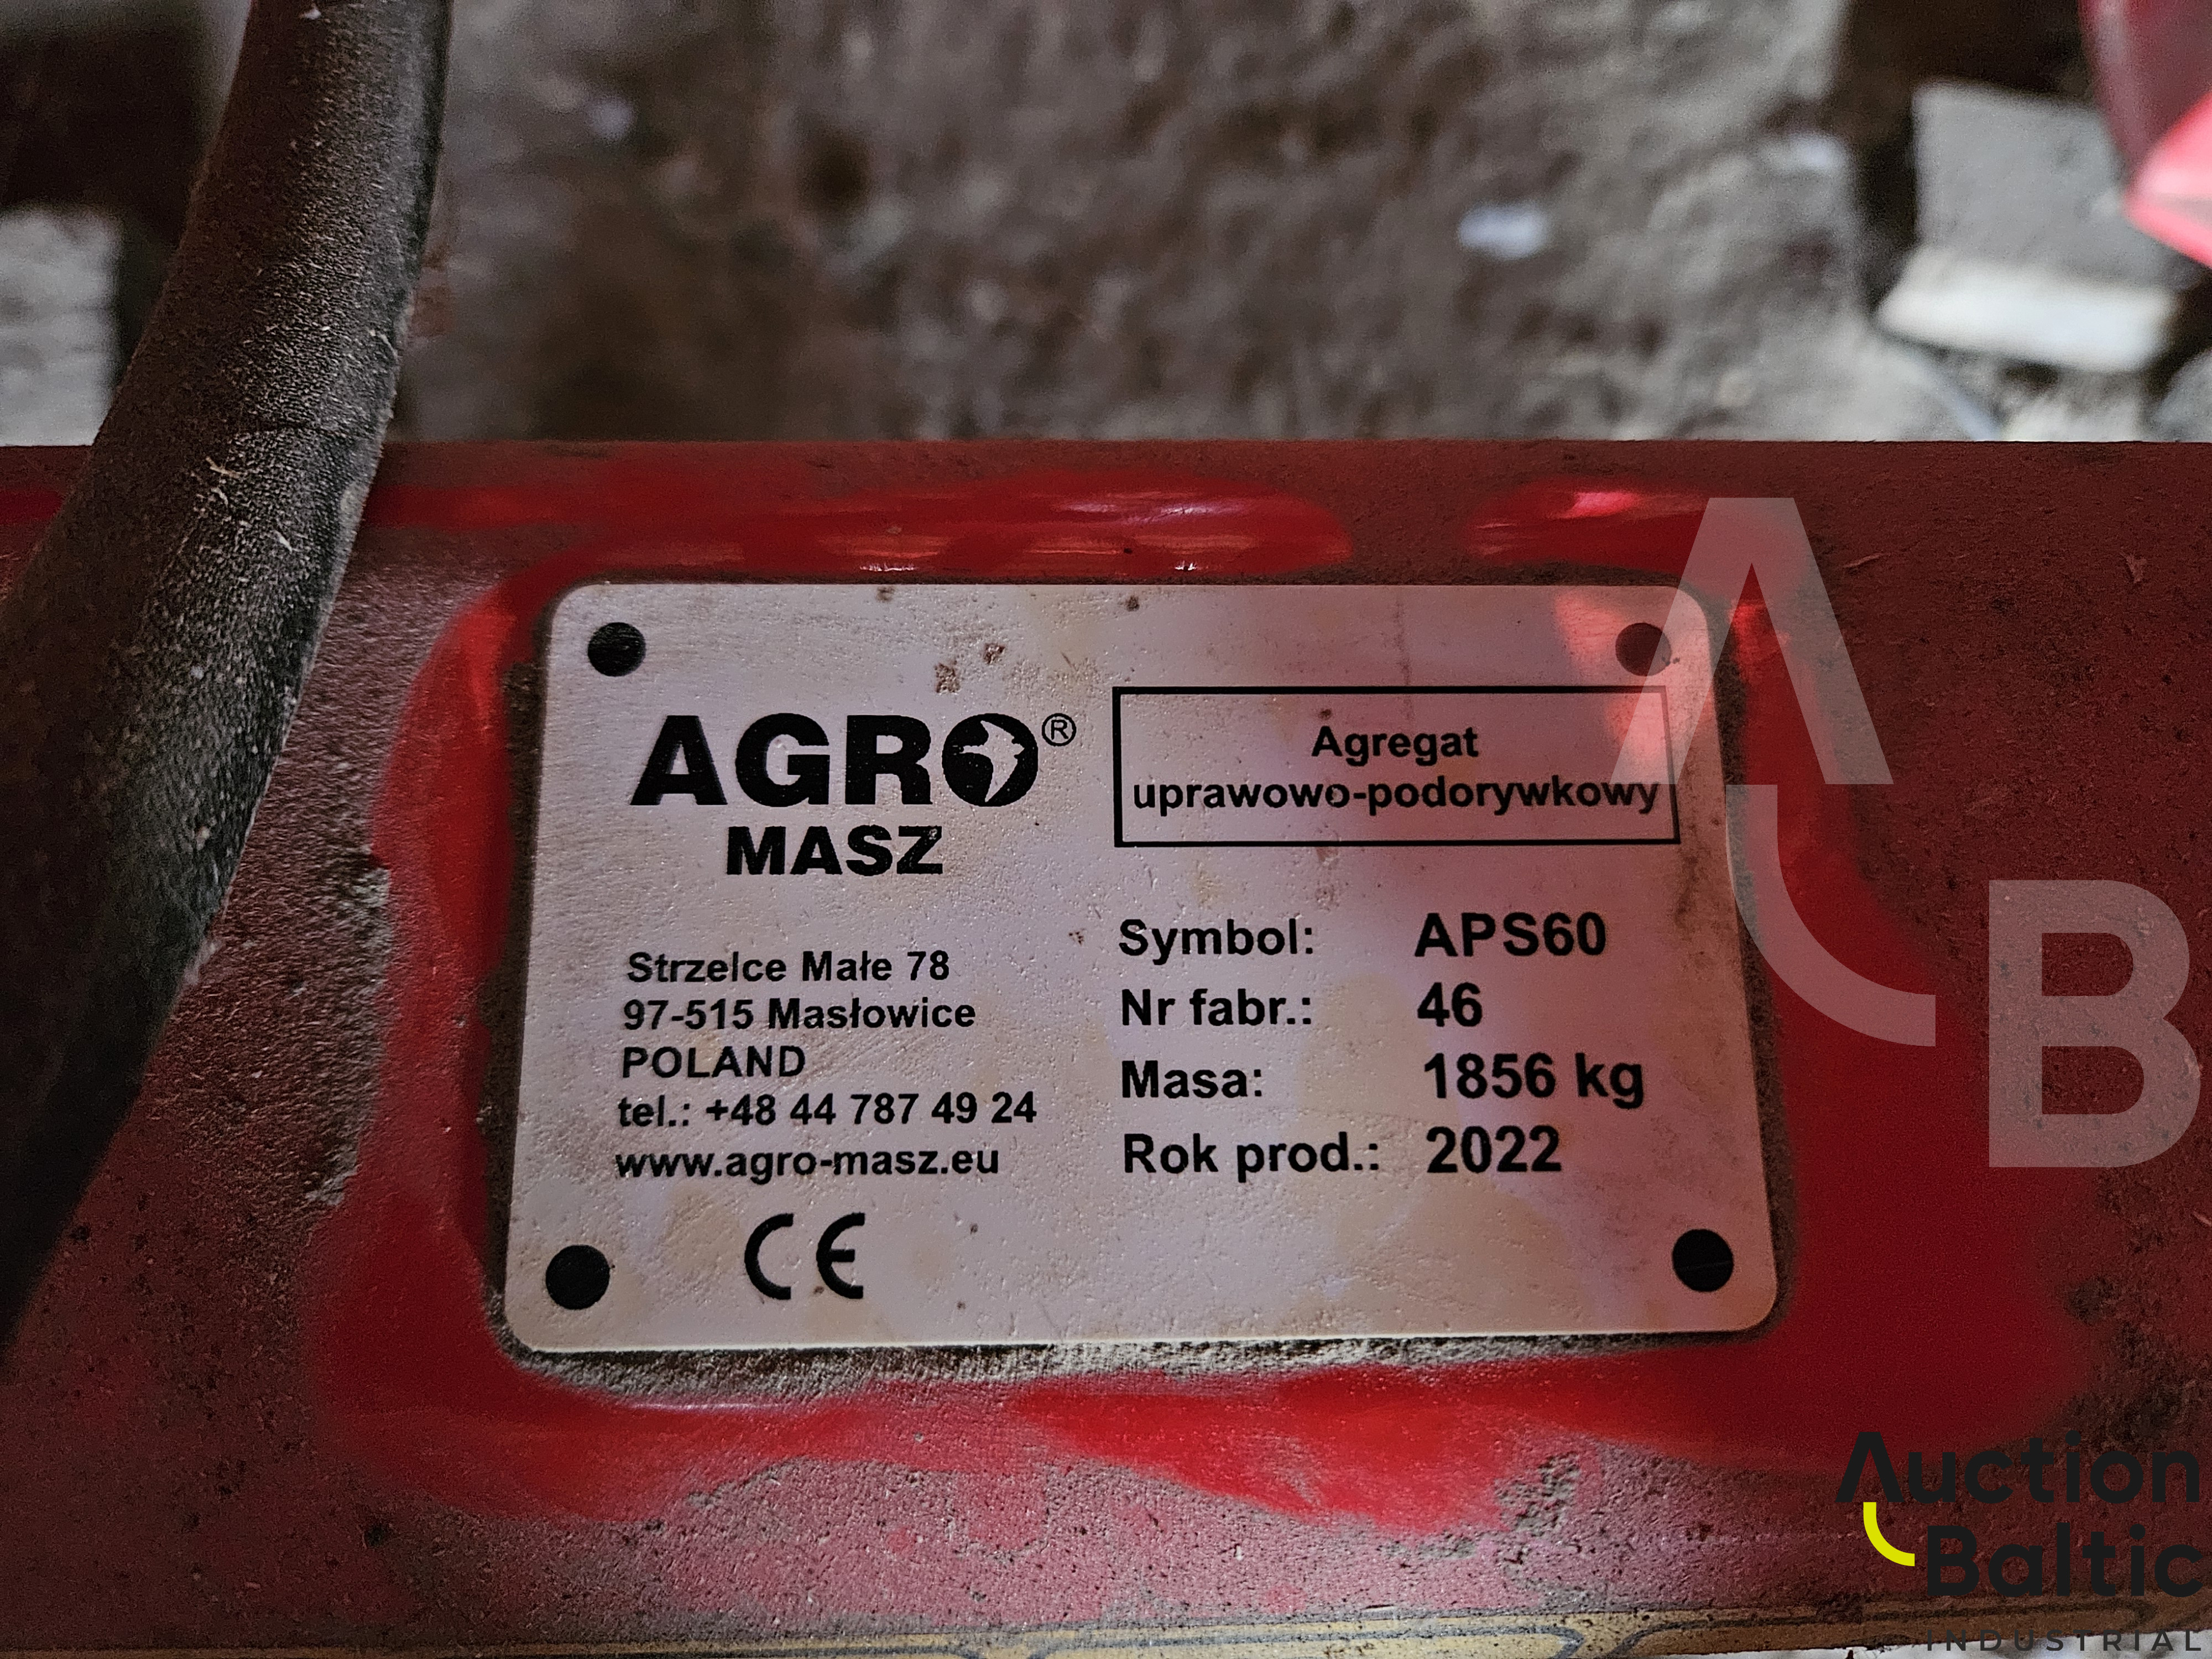 AGRO®
MASZ
Strzelce Małe 78
97-515 Masłowice
POLAND
tel.: +48 44 787 49 24
www.agro-masz.eu
CE
Agregat
uprawowo-podorywkowy
Symbol: APS60
Nr fabr.: 46
Masa: 1856 kg
Rok prod.: 2022
AB
Auction
Baltic
INDUSTRIAL